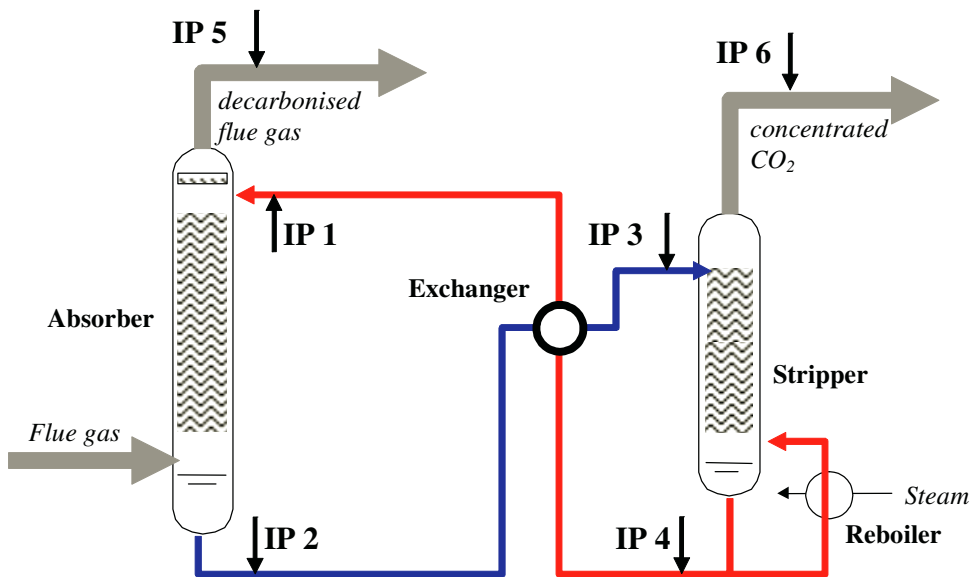 IP 5
IP 6
decarbonised
flue gas
concentrated
CO₂
IP 1
IP 3
Exchanger
Absorber
Stripper
Flue gas
Steam
IP 2
IP 4
Reboiler